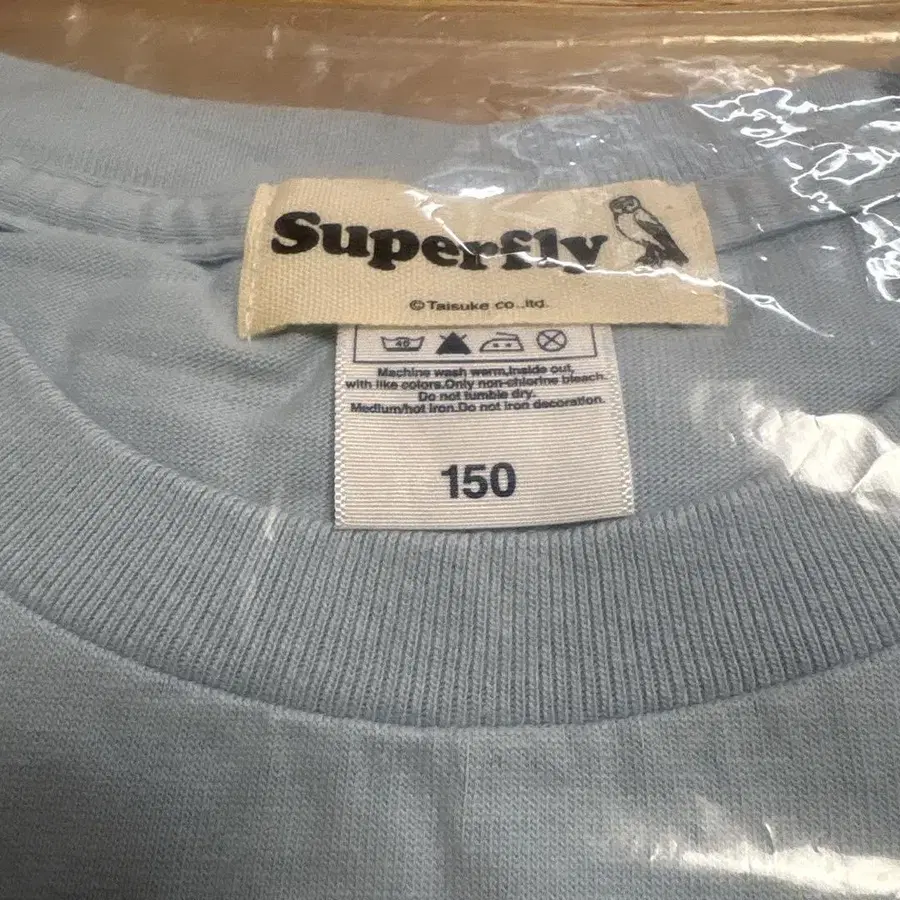 Superfly
© Taisuke co.,ltd.
40
Machine wash warm,Inside out,
with like colors.Only non-chlorine bleach.
Do not tumble dry.
Medium/hot iron.Do not iron decoration.
150